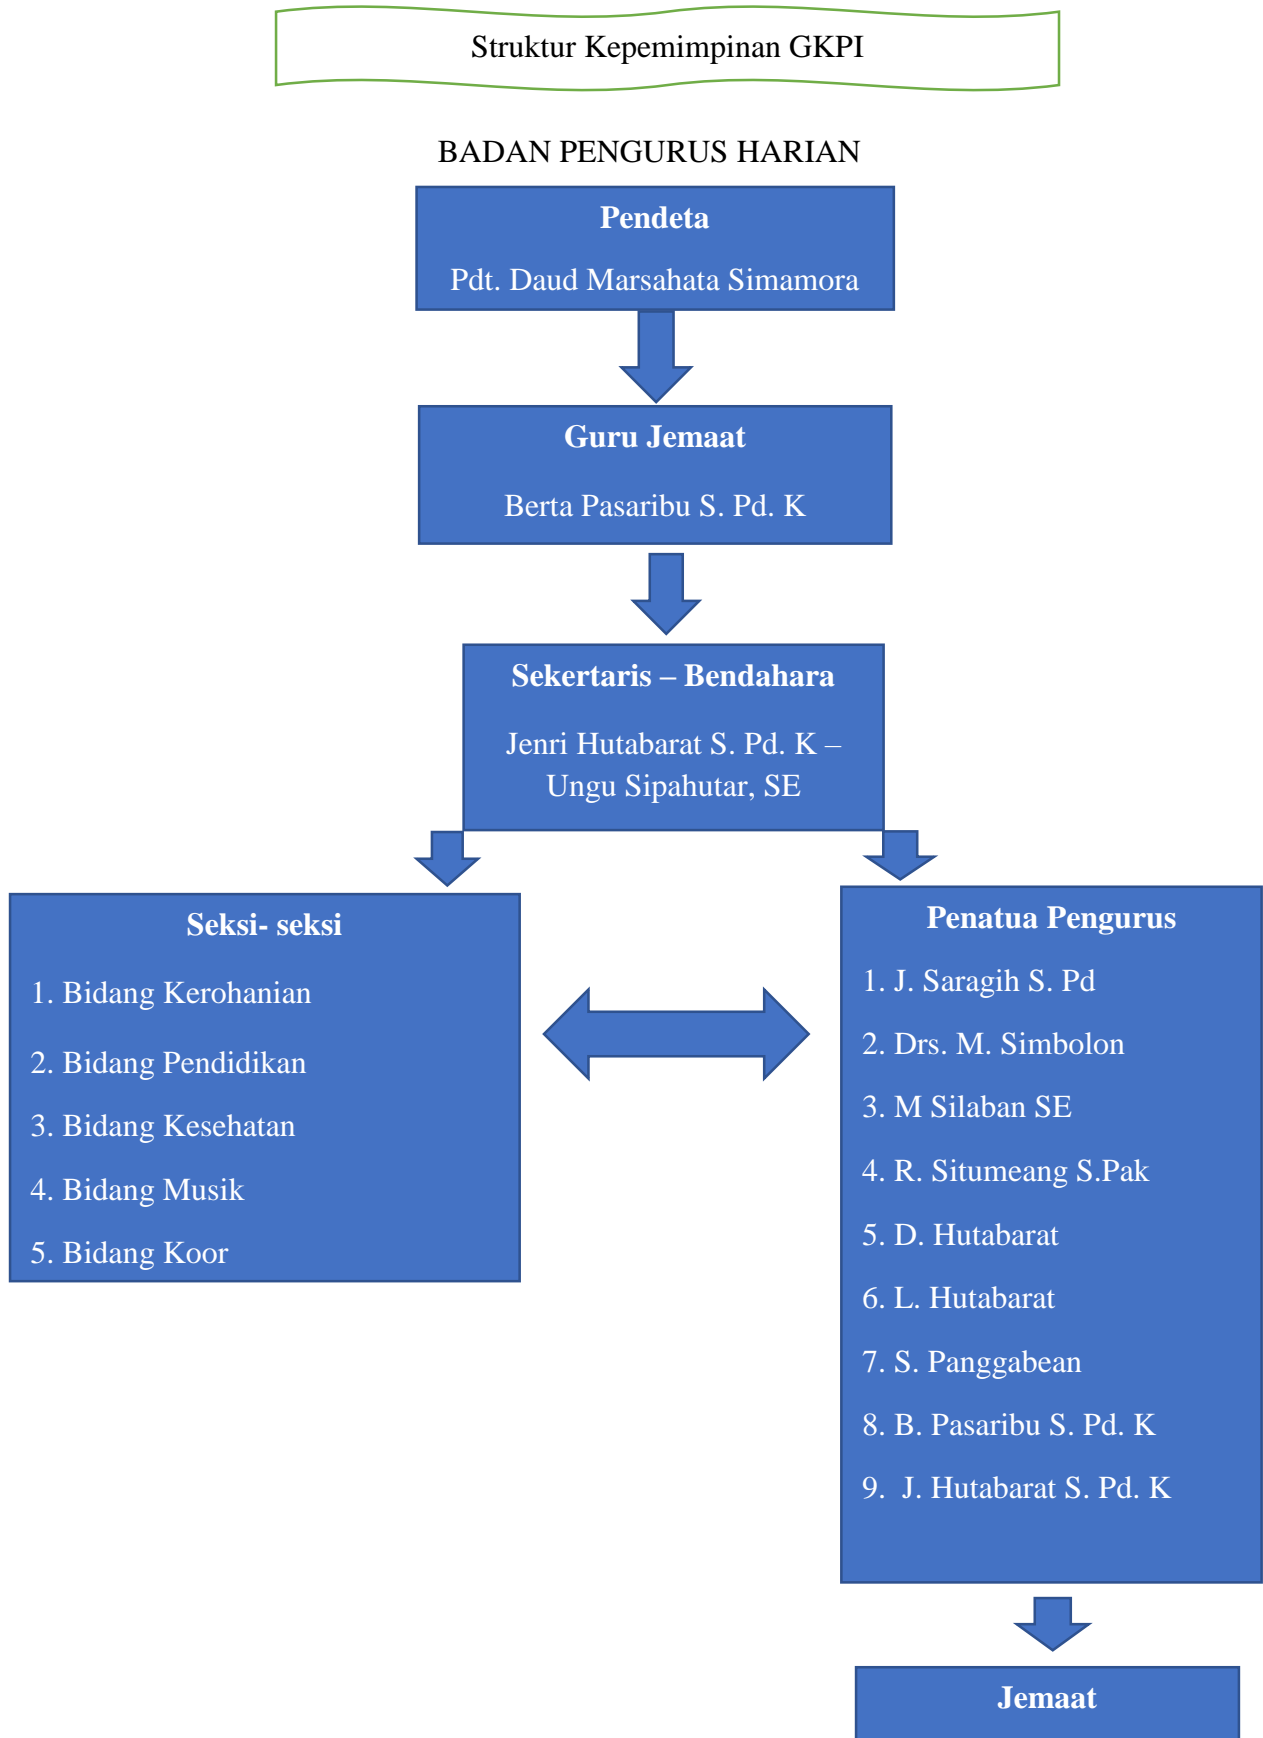 Struktur Kepemimpinan GKPI
BADAN PENGURUS HARIAN
Pendeta
Pdt. Daud Marsahata Simamora
Guru Jemaat
Berta Pasaribu S. Pd. K
Sekertaris – Bendahara
Jenri Hutabarat S. Pd. K –
Ungu Sipahutar, SE
Seksi- seksi
1. Bidang Kerohanian
2. Bidang Pendidikan
3. Bidang Kesehatan
4. Bidang Musik
5. Bidang Koor
Penatua Pengurus
1. J. Saragih S. Pd
2. Drs. M. Simbolon
3. M Silaban SE
4. R. Situmeang S.Pak
5. D. Hutabarat
6. L. Hutabarat
7. S. Panggabean
8. B. Pasaribu S. Pd. K
9.  J. Hutabarat S. Pd. K
Jemaat